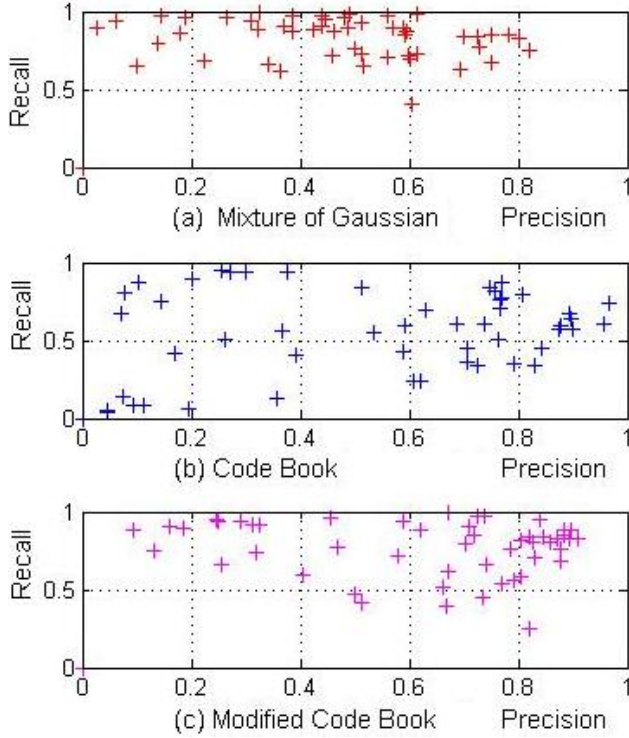 1
Recall
0.5
0
0 0.2 0.4 0.6 0.8 1
(a) Mixture of Gaussian Precision
1
Recall
0.5
0
0 0.2 0.4 0.6 0.8 1
(b) Code Book Precision
1
Recall
0.5
0
0 0.2 0.4 0.6 0.8 1
(c) Modified Code Book Precision